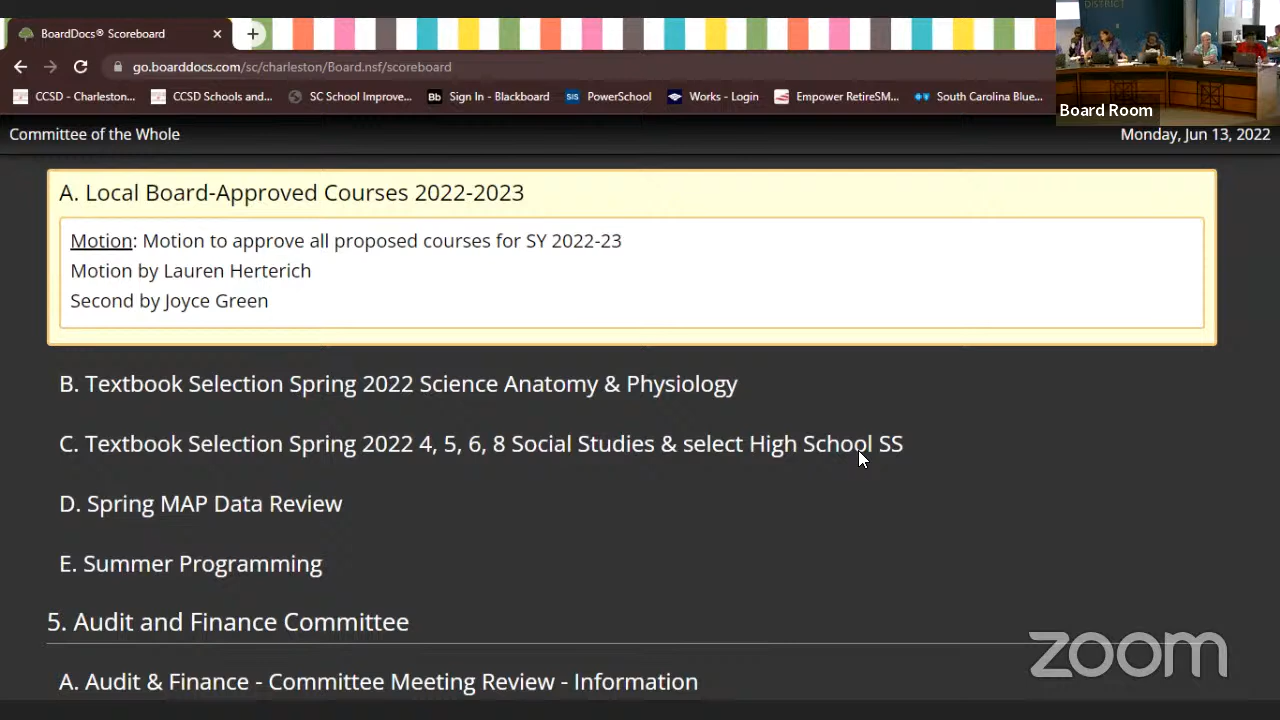 BoardDocs® Scoreboard
DISTRICT
go.boarddocs.com/sc/charleston/Board.nsf/scoreboard
CCSD - Charleston...
CCSD Schools and...
SC School Improve...
Bb
Sign In - Blackboard
SIS
PowerSchool
Works - Login
Empower RetireSM...
South Carolina Blue...
Board Room
Committee of the Whole
Monday, Jun 13, 2022
A. Local Board-Approved Courses 2022-2023
Motion: Motion to approve all proposed courses for SY 2022-23
Motion by Lauren Herterich
Second by Joyce Green
B. Textbook Selection Spring 2022 Science Anatomy & Physiology
C. Textbook Selection Spring 2022 4, 5, 6, 8 Social Studies & select High School SS
D. Spring MAP Data Review
E. Summer Programming
5. Audit and Finance Committee
A. Audit & Finance - Committee Meeting Review - Information
zoom